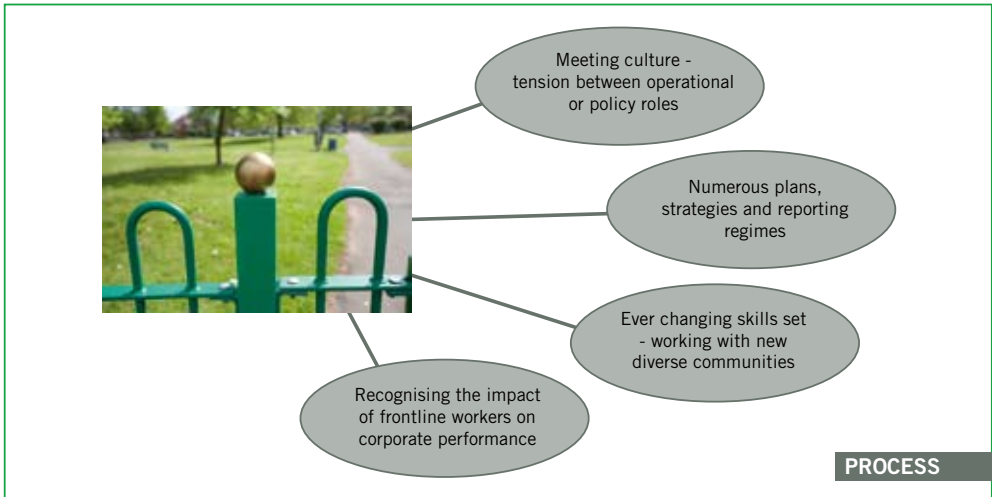 Meeting culture -
tension between operational
or policy roles
Numerous plans,
strategies and reporting
regimes
Ever changing skills set
- working with new
diverse communities
Recognising the impact
of frontline workers on
corporate performance
PROCESS